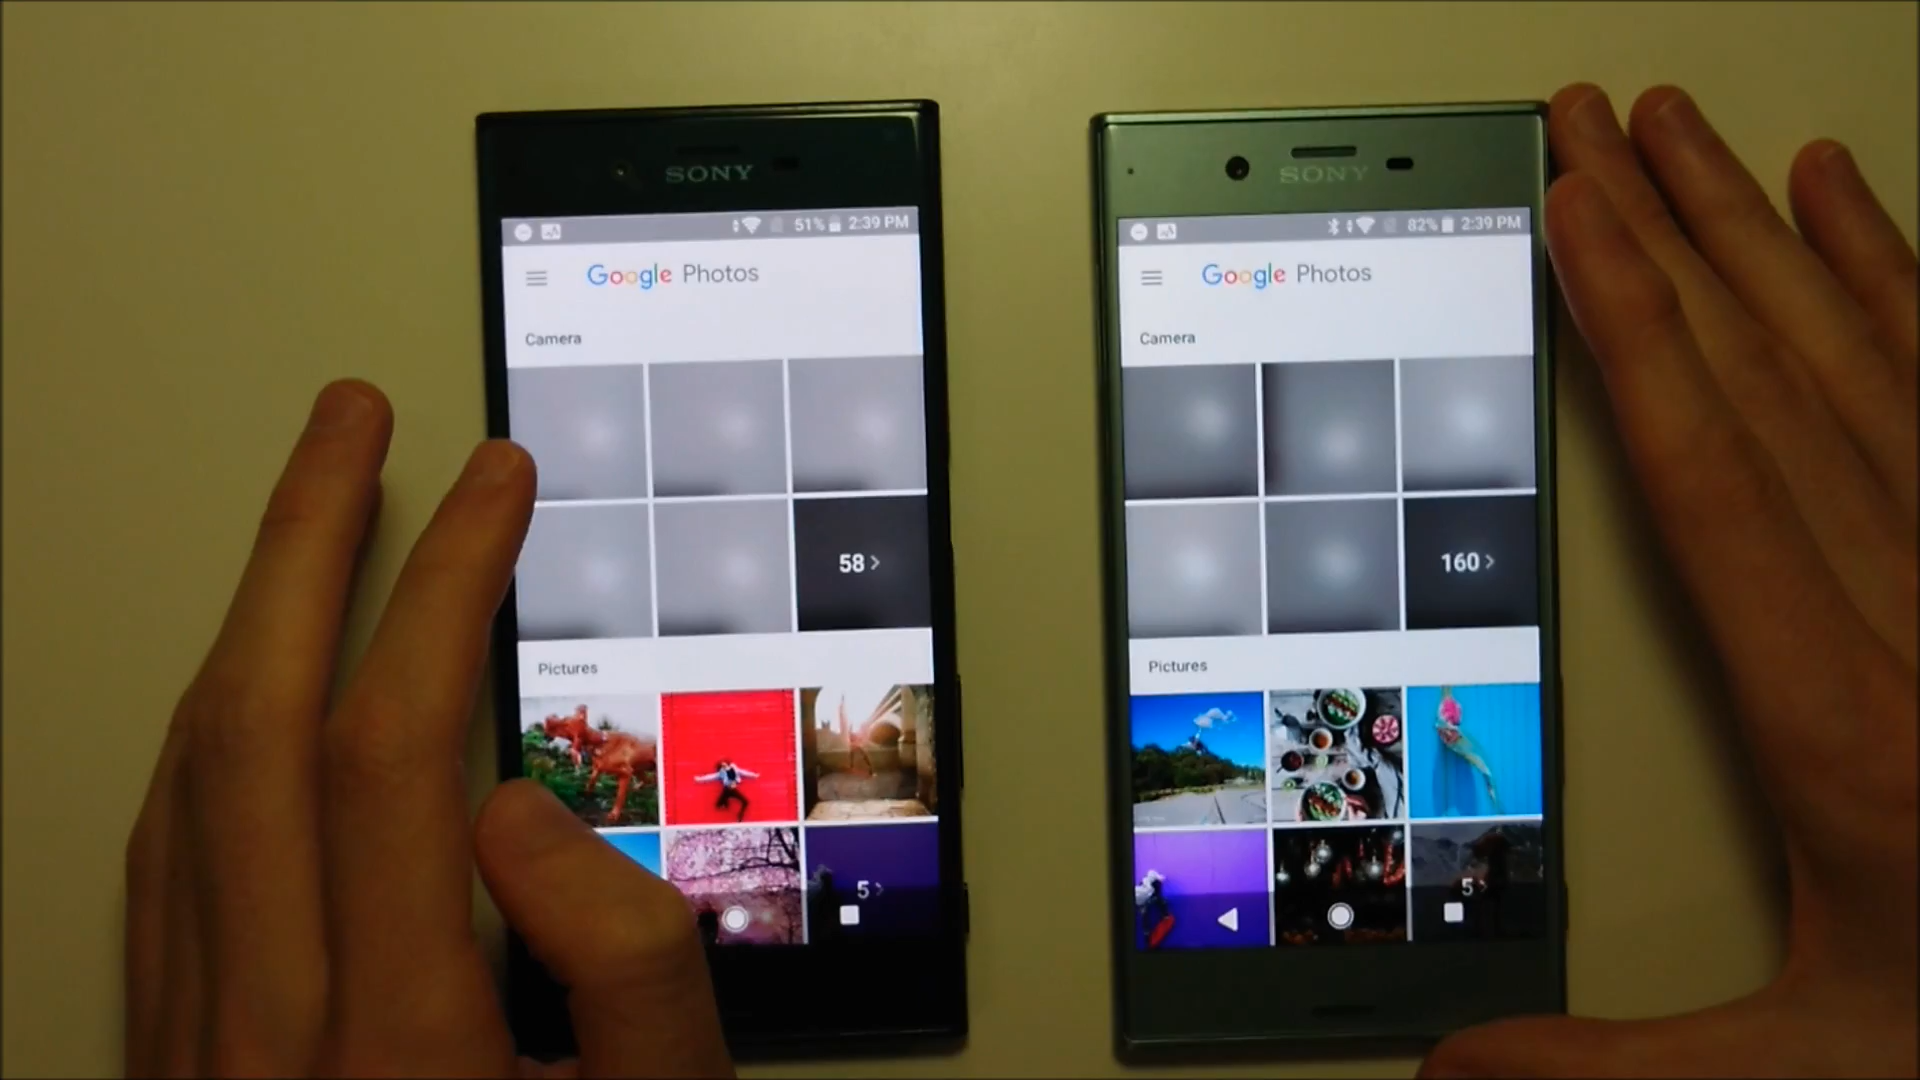 SONY
51% 2:39 PM
Google Photos
Camera
58 >
Pictures
5 >
SONY
82% 2:39 PM
Google Photos
Camera
160 >
Pictures
5 >